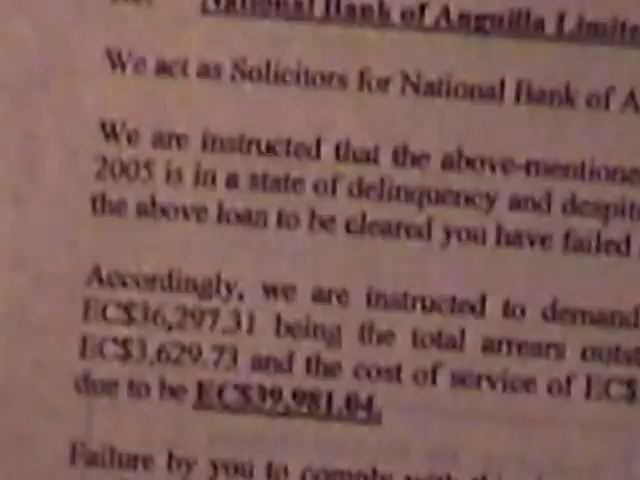 National Bank of Anguilla Limite
We act as Solicitors for National Bank of A
We are instructed that the above-mentione
2005 is in a state of delinquency and despit
the above loan to be cleared you have failed
Accordingly, we are instructed to demand
EC$36,297.31 being the total arrears outst
EC$3,629.73 and the cost of service of EC$
due to be EC$39,981.04.
Failure by you to comply with